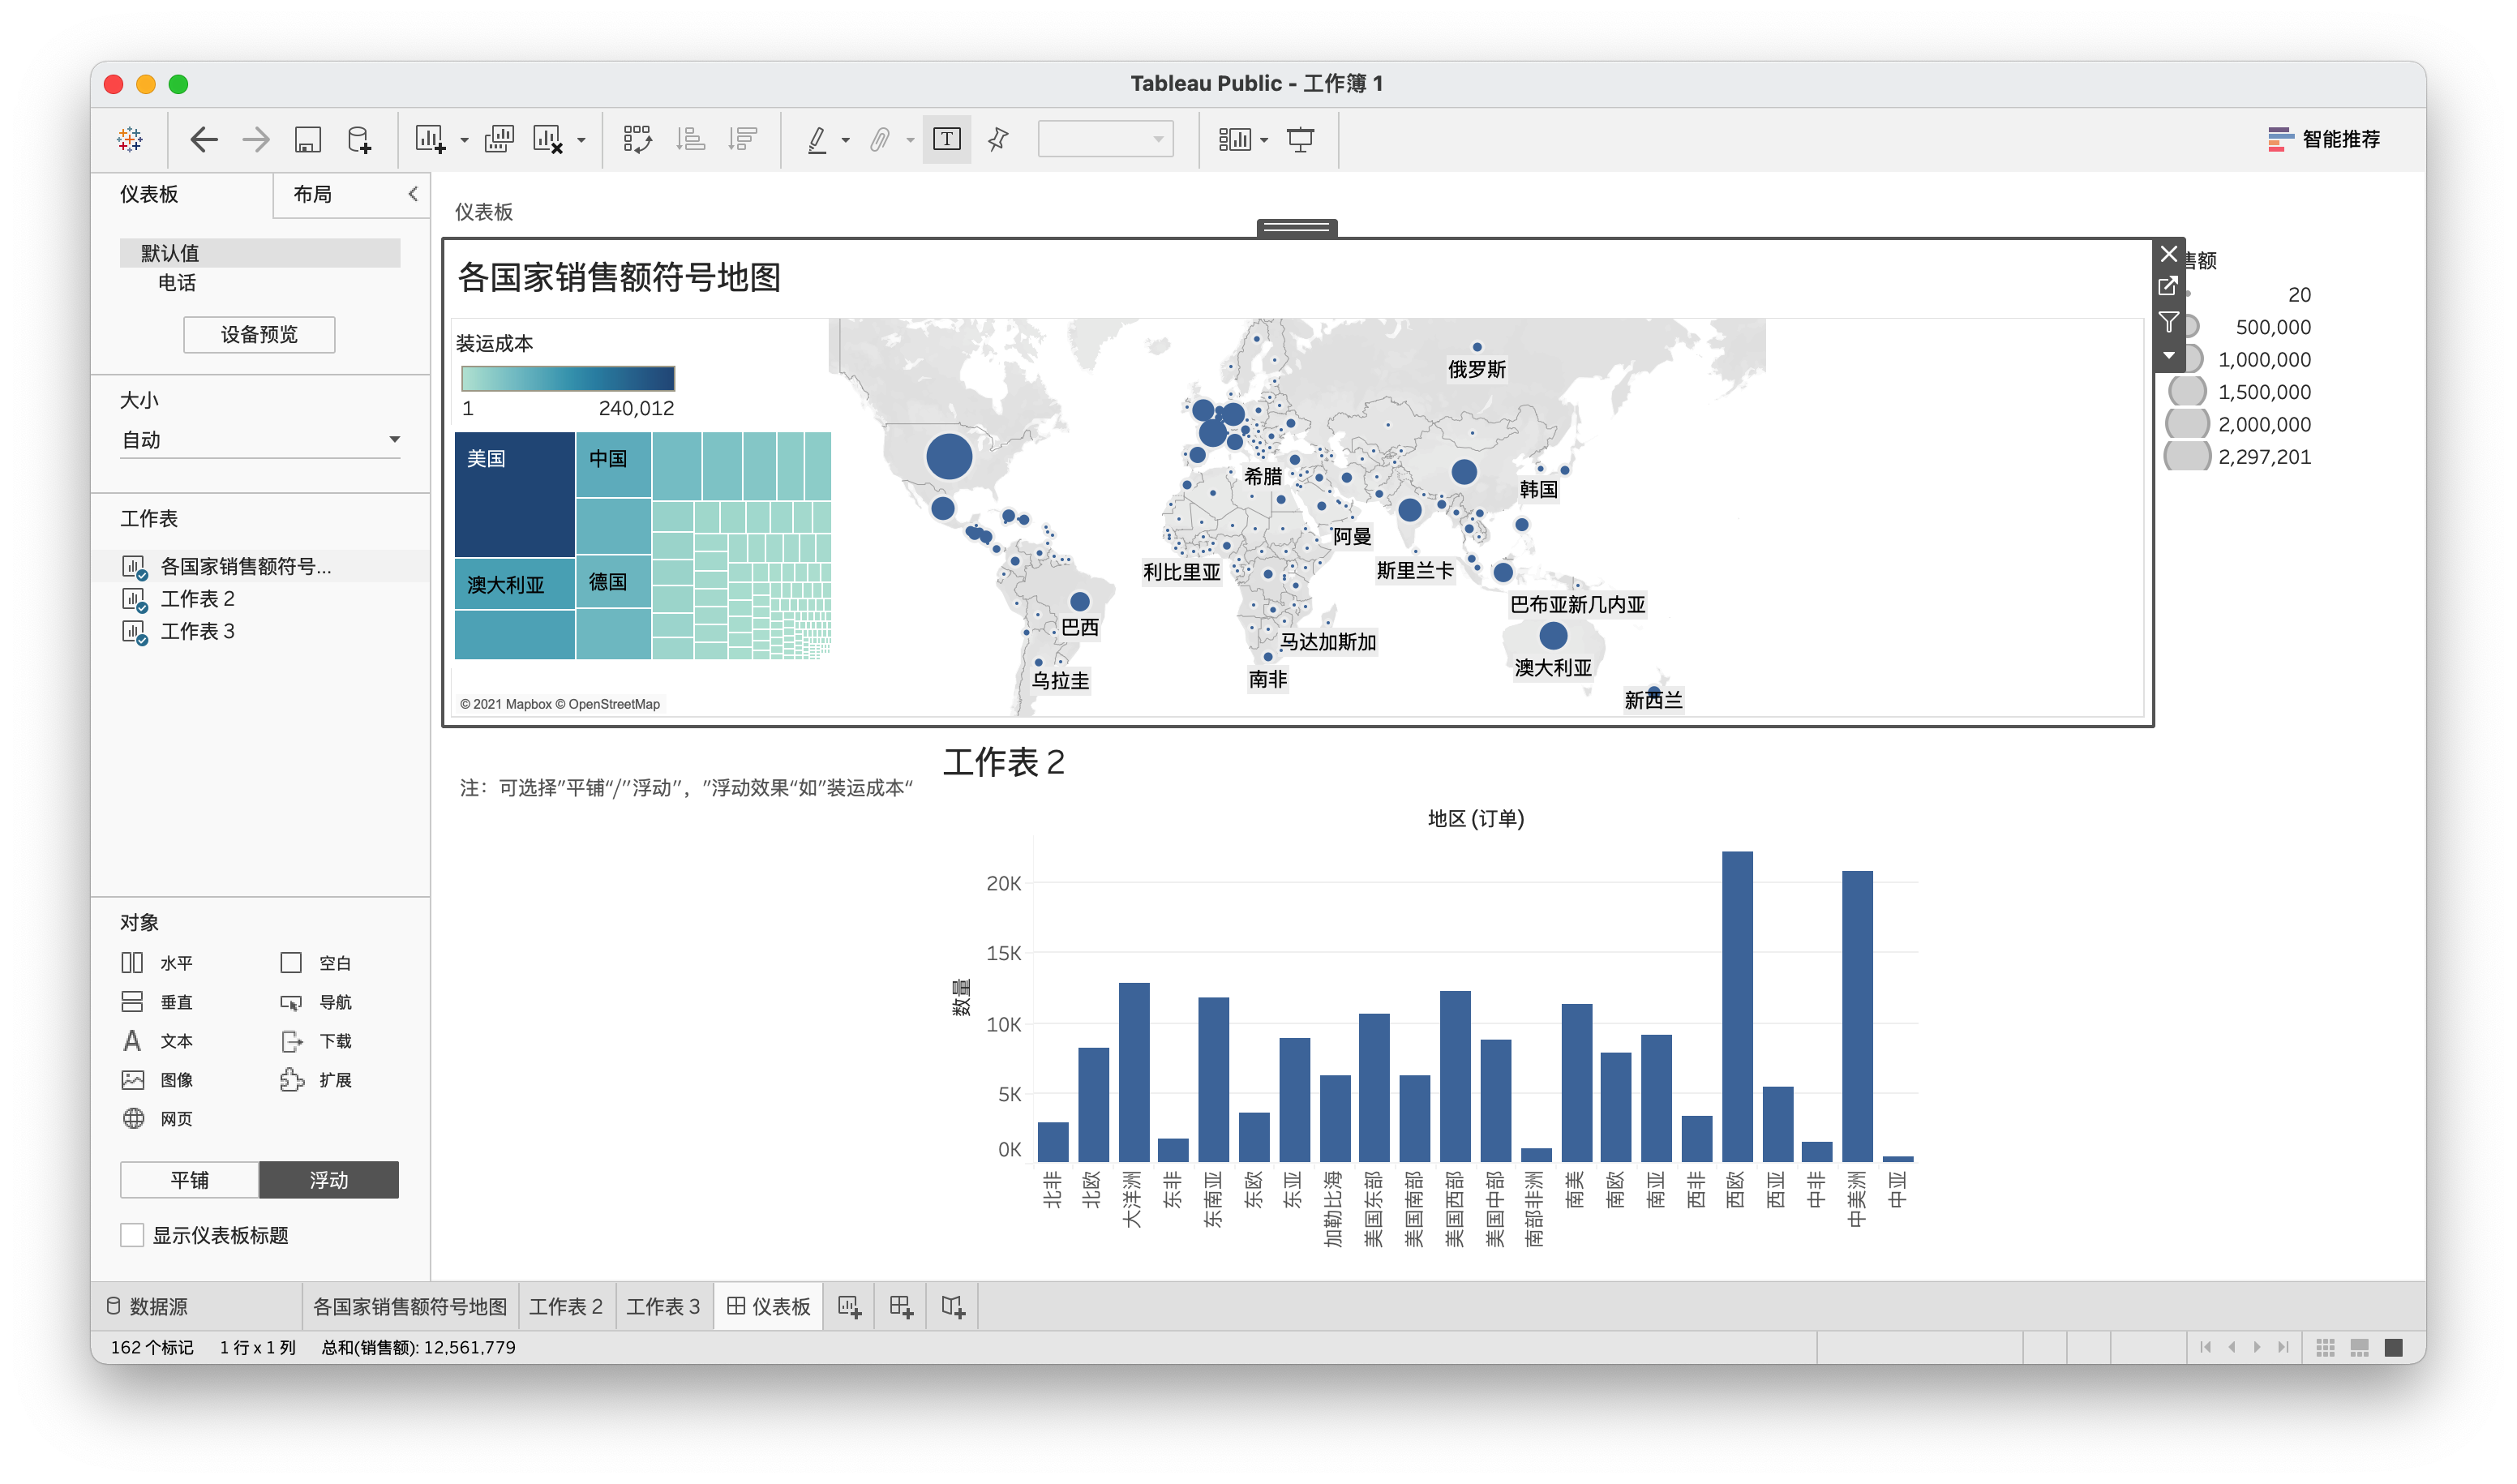 Tableau Public - 工作簿 1
智能推荐
仪表板
布局
默认值
电话
设备预览
大小
自动
工作表
各国家销售额符号...
工作表 2
工作表 3
对象
水平
空白
垂直
导航
A 文本
下载
图像
扩展
网页
平铺
浮动
显示仪表板标题
仪表板
各国家销售额符号地图
装运成本
1
240,012
美国
中国
澳大利亚
德国
© 2021 Mapbox © OpenStreetMap
俄罗斯
希腊
韩国
阿曼
利比里亚
斯里兰卡
巴布亚新几内亚
巴西
马达加斯加
澳大利亚
乌拉圭
南非
新西兰
售额
20
500,000
1,000,000
1,500,000
2,000,000
2,297,201
注：可选择”平铺“/”浮动”，”浮动效果“如”装运成本“
工作表 2
地区 (订单)
数量
20K
15K
10K
5K
0K
北非
北欧
大洋洲
东非
东南亚
东欧
东亚
加勒比海
美国东部
美国南部
美国西部
美国中部
南部非洲
南美
南欧
南亚
西非
西欧
西亚
中非
中美洲
中亚
数据源
各国家销售额符号地图
工作表 2
工作表 3
仪表板
162 个标记
1 行 x 1 列
总和(销售额): 12,561,779